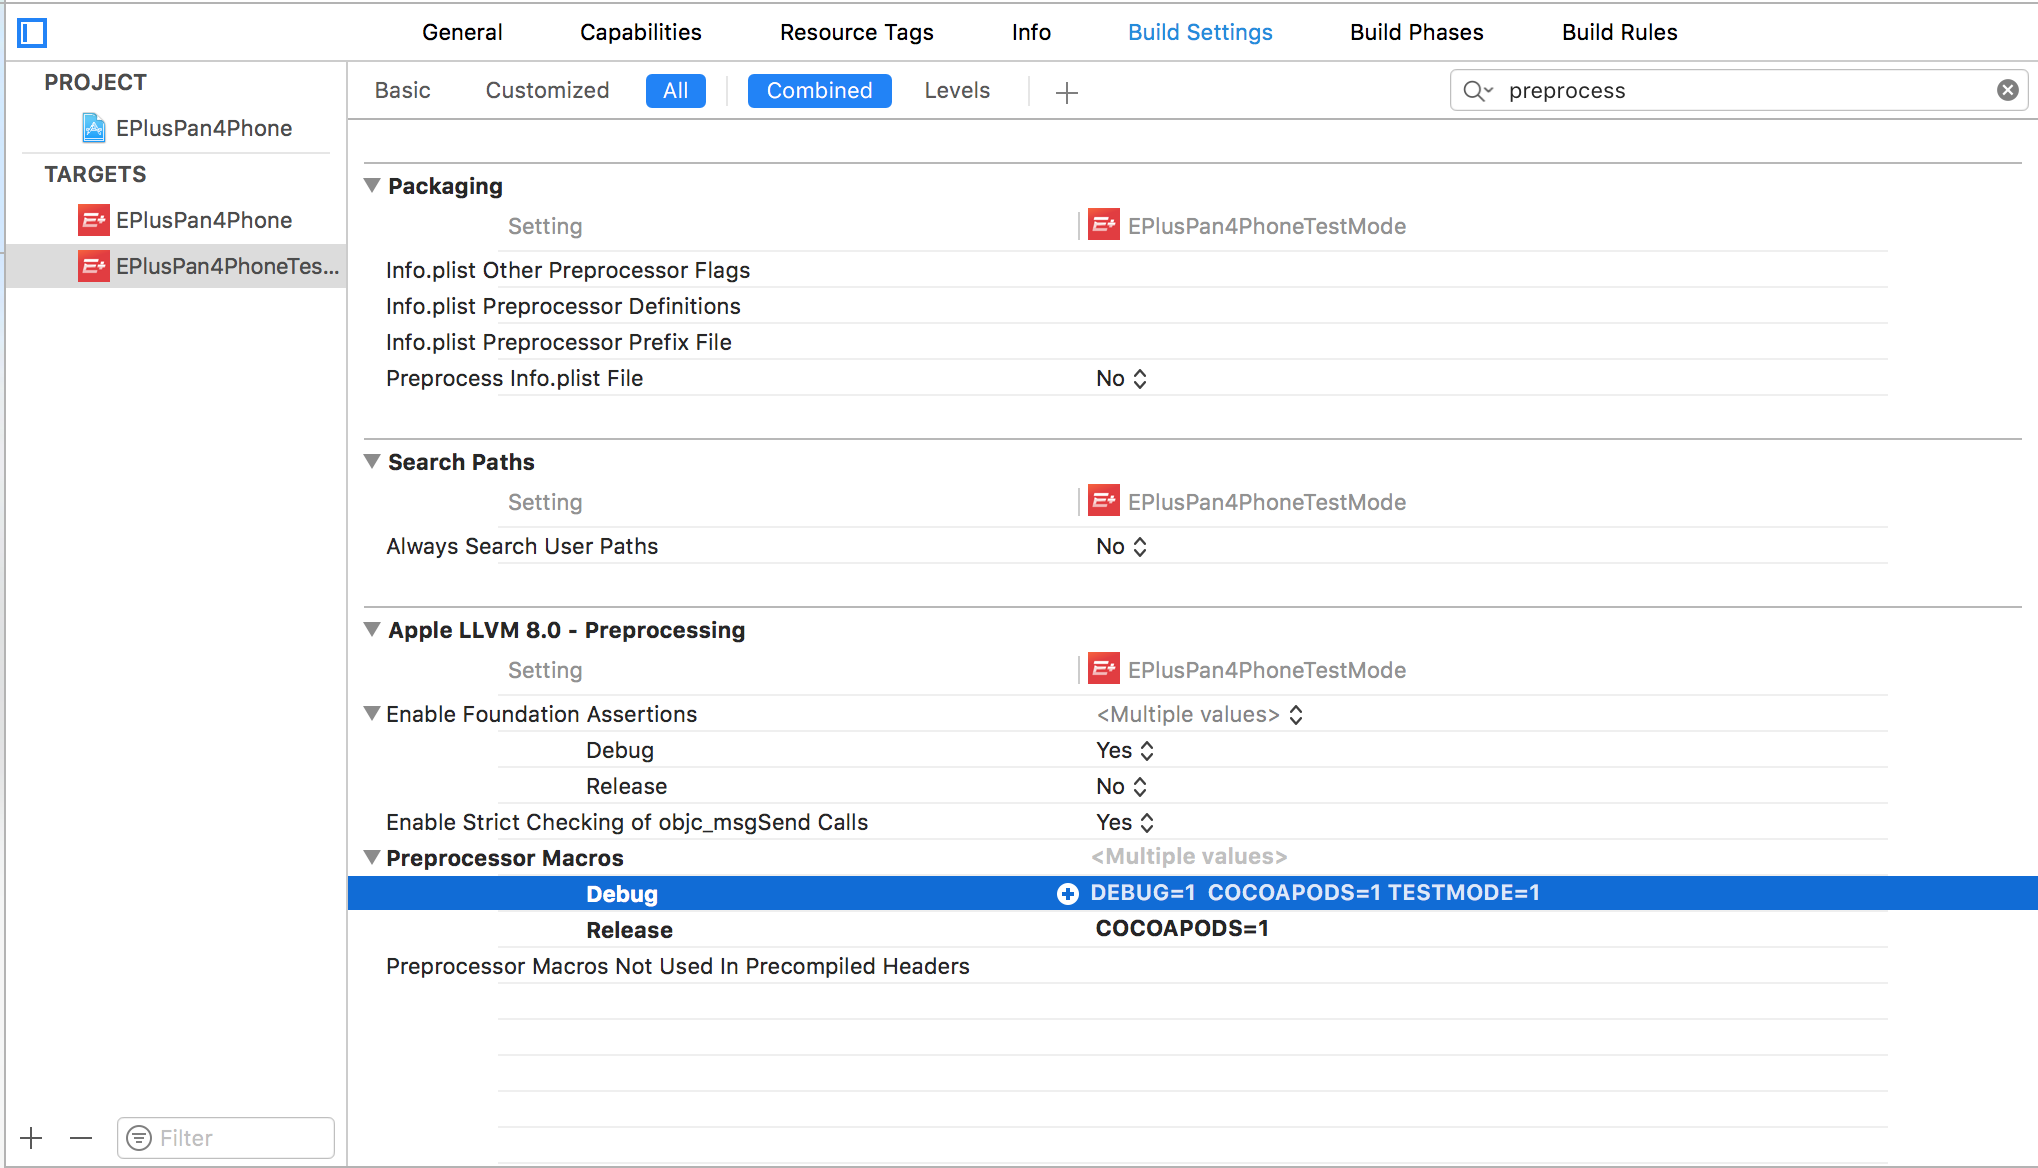 General Capabilities Resource Tags Info Build Settings Build Phases Build Rules
PROJECT
EPlusPan4Phone
TARGETS
EPlusPan4Phone
EPlusPan4PhoneTes...
Filter
Basic Customized All Combined Levels preprocess
Packaging
Setting E+ EPlusPan4PhoneTestMode
Info.plist Other Preprocessor Flags
Info.plist Preprocessor Definitions
Info.plist Preprocessor Prefix File
Preprocess Info.plist File No
Search Paths
Setting E+ EPlusPan4PhoneTestMode
Always Search User Paths No
Apple LLVM 8.0 - Preprocessing
Setting E+ EPlusPan4PhoneTestMode
Enable Foundation Assertions <Multiple values>
Debug Yes
Release No
Enable Strict Checking of objc_msgSend Calls Yes
Preprocessor Macros <Multiple values>
Debug DEBUG=1 COCOAPODS=1 TESTMODE=1
Release COCOAPODS=1
Preprocessor Macros Not Used In Precompiled Headers